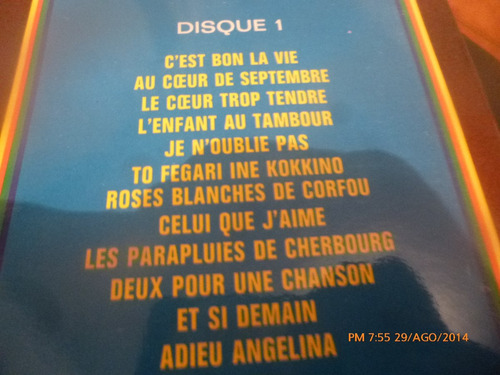 DISQUE 1
C'EST BON LA VIE
AU CŒUR DE SEPTEMBRE
LE CŒUR TROP TENDRE
L'ENFANT AU TAMBOUR
JE N'OUBLIE PAS
TO FEGARI INE KOKKINO
ROSES BLANCHES DE CORFOU
CELUI QUE J'AIME
LES PARAPLUIES DE CHERBOURG
DEUX POUR UNE CHANSON
ET SI DEMAIN
PM 7:55 29/AGO/2014
ADIEU ANGELINA